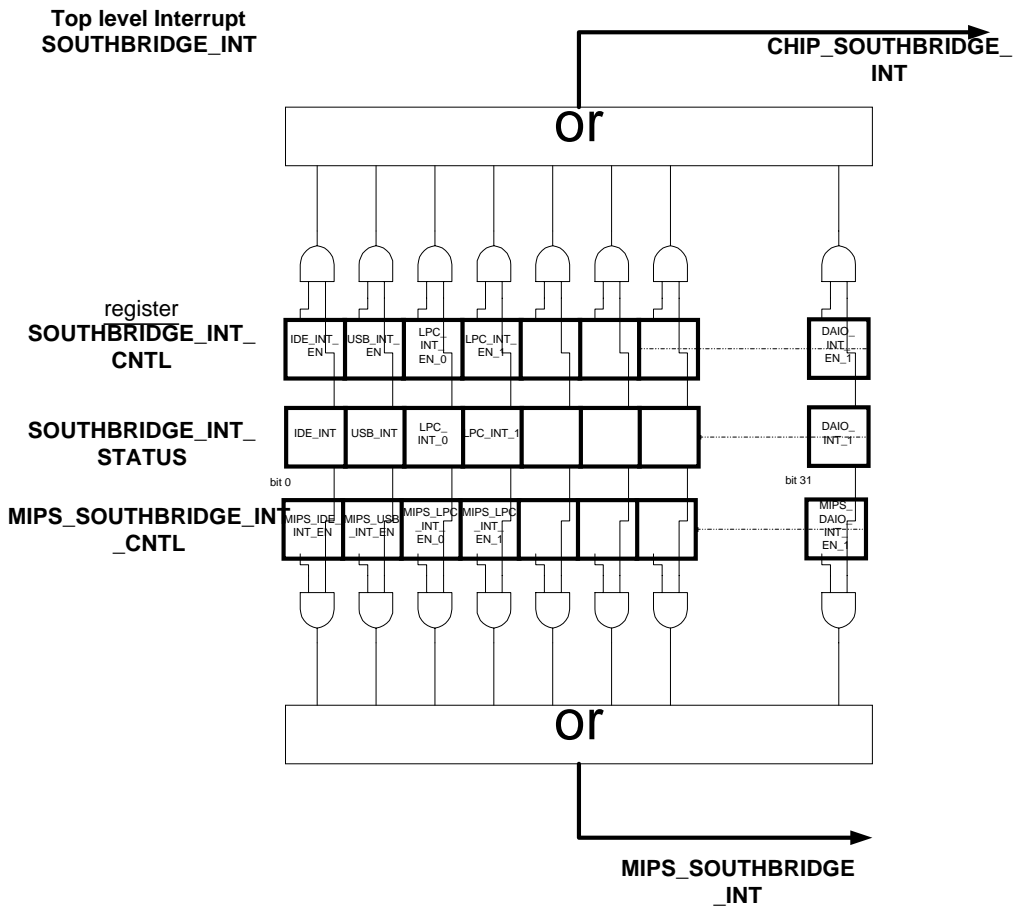 Top level Interrupt
SOUTHBRIDGE_INT
CHIP_SOUTHBRIDGE_
INT
or
register
SOUTHBRIDGE_INT_
CNTL
IDE_INT_
EN
USB_INT_
EN
LPC_
INT_
EN_0
LPC_INT_
EN_1
DAIO_
INT_
EN_1
SOUTHBRIDGE_INT_
STATUS
IDE_INT
USB_INT
LPC_
INT_0
LPC_INT_1
DAIO_
INT_1
bit 0
bit 31
MIPS_SOUTHBRIDGE_INT
_CNTL
MIPS_IDE_
INT_EN
MIPS_USB
_INT_EN
MIPS_LPC
_INT_
EN_0
MIPS_LPC
_INT_
EN_1
MIPS_
DAIO_
INT_
EN_1
or
MIPS_SOUTHBRIDGE
_INT